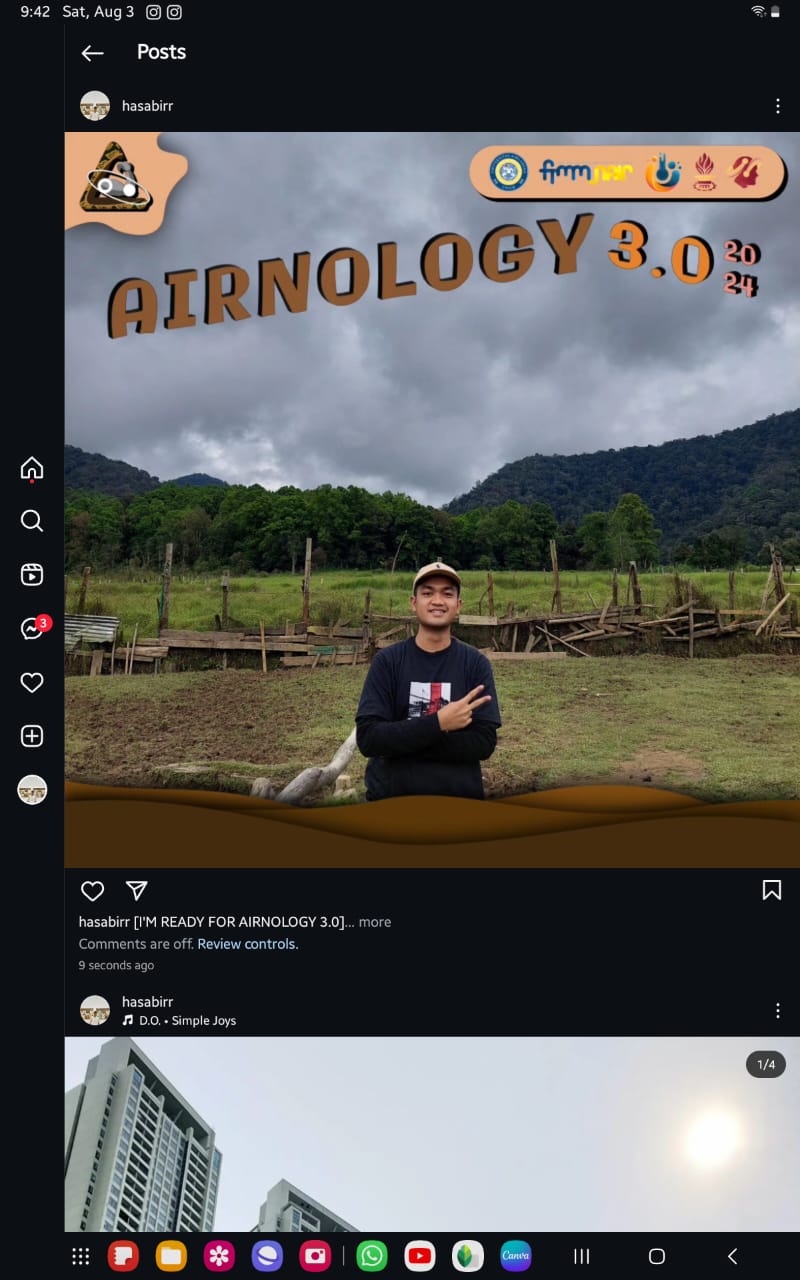 9:42 Sat, Aug 3
Posts
hasabirr
AIRNOLOGY 3.0 20
24
3
hasabirr [I'M READY FOR AIRNOLOGY 3.0]... more
Comments are off. Review controls.
9 seconds ago
hasabirr
D.O. • Simple Joys
1/4
Canva